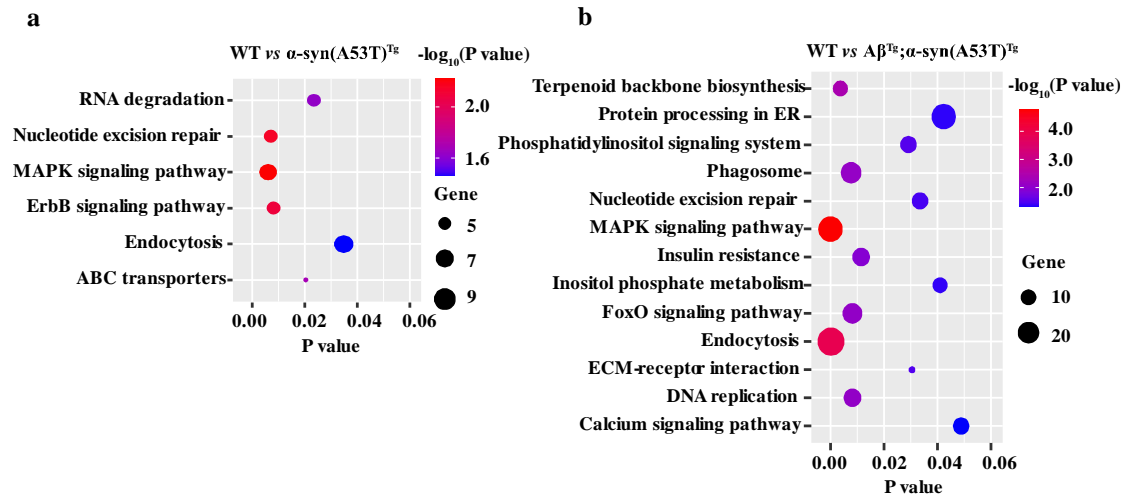 a
WT vs α-syn(A53T)Tg
-log10(P value)
RNA degradation
Nucleotide excision repair
MAPK signaling pathway
ErbB signaling pathway
Endocytosis
ABC transporters
2.0
1.6
Gene
5
7
9
0.00 0.02 0.04 0.06
P value
b
WT vs AβTg;α-syn(A53T)Tg
-log10(P value)
Terpenoid backbone biosynthesis
Protein processing in ER
Phosphatidylinositol signaling system
Phagosome
Nucleotide excision repair
MAPK signaling pathway
Insulin resistance
Inositol phosphate metabolism
FoxO signaling pathway
Endocytosis
ECM-receptor interaction
DNA replication
Calcium signaling pathway
4.0
3.0
2.0
Gene
10
20
0.00 0.02 0.04 0.06
P value